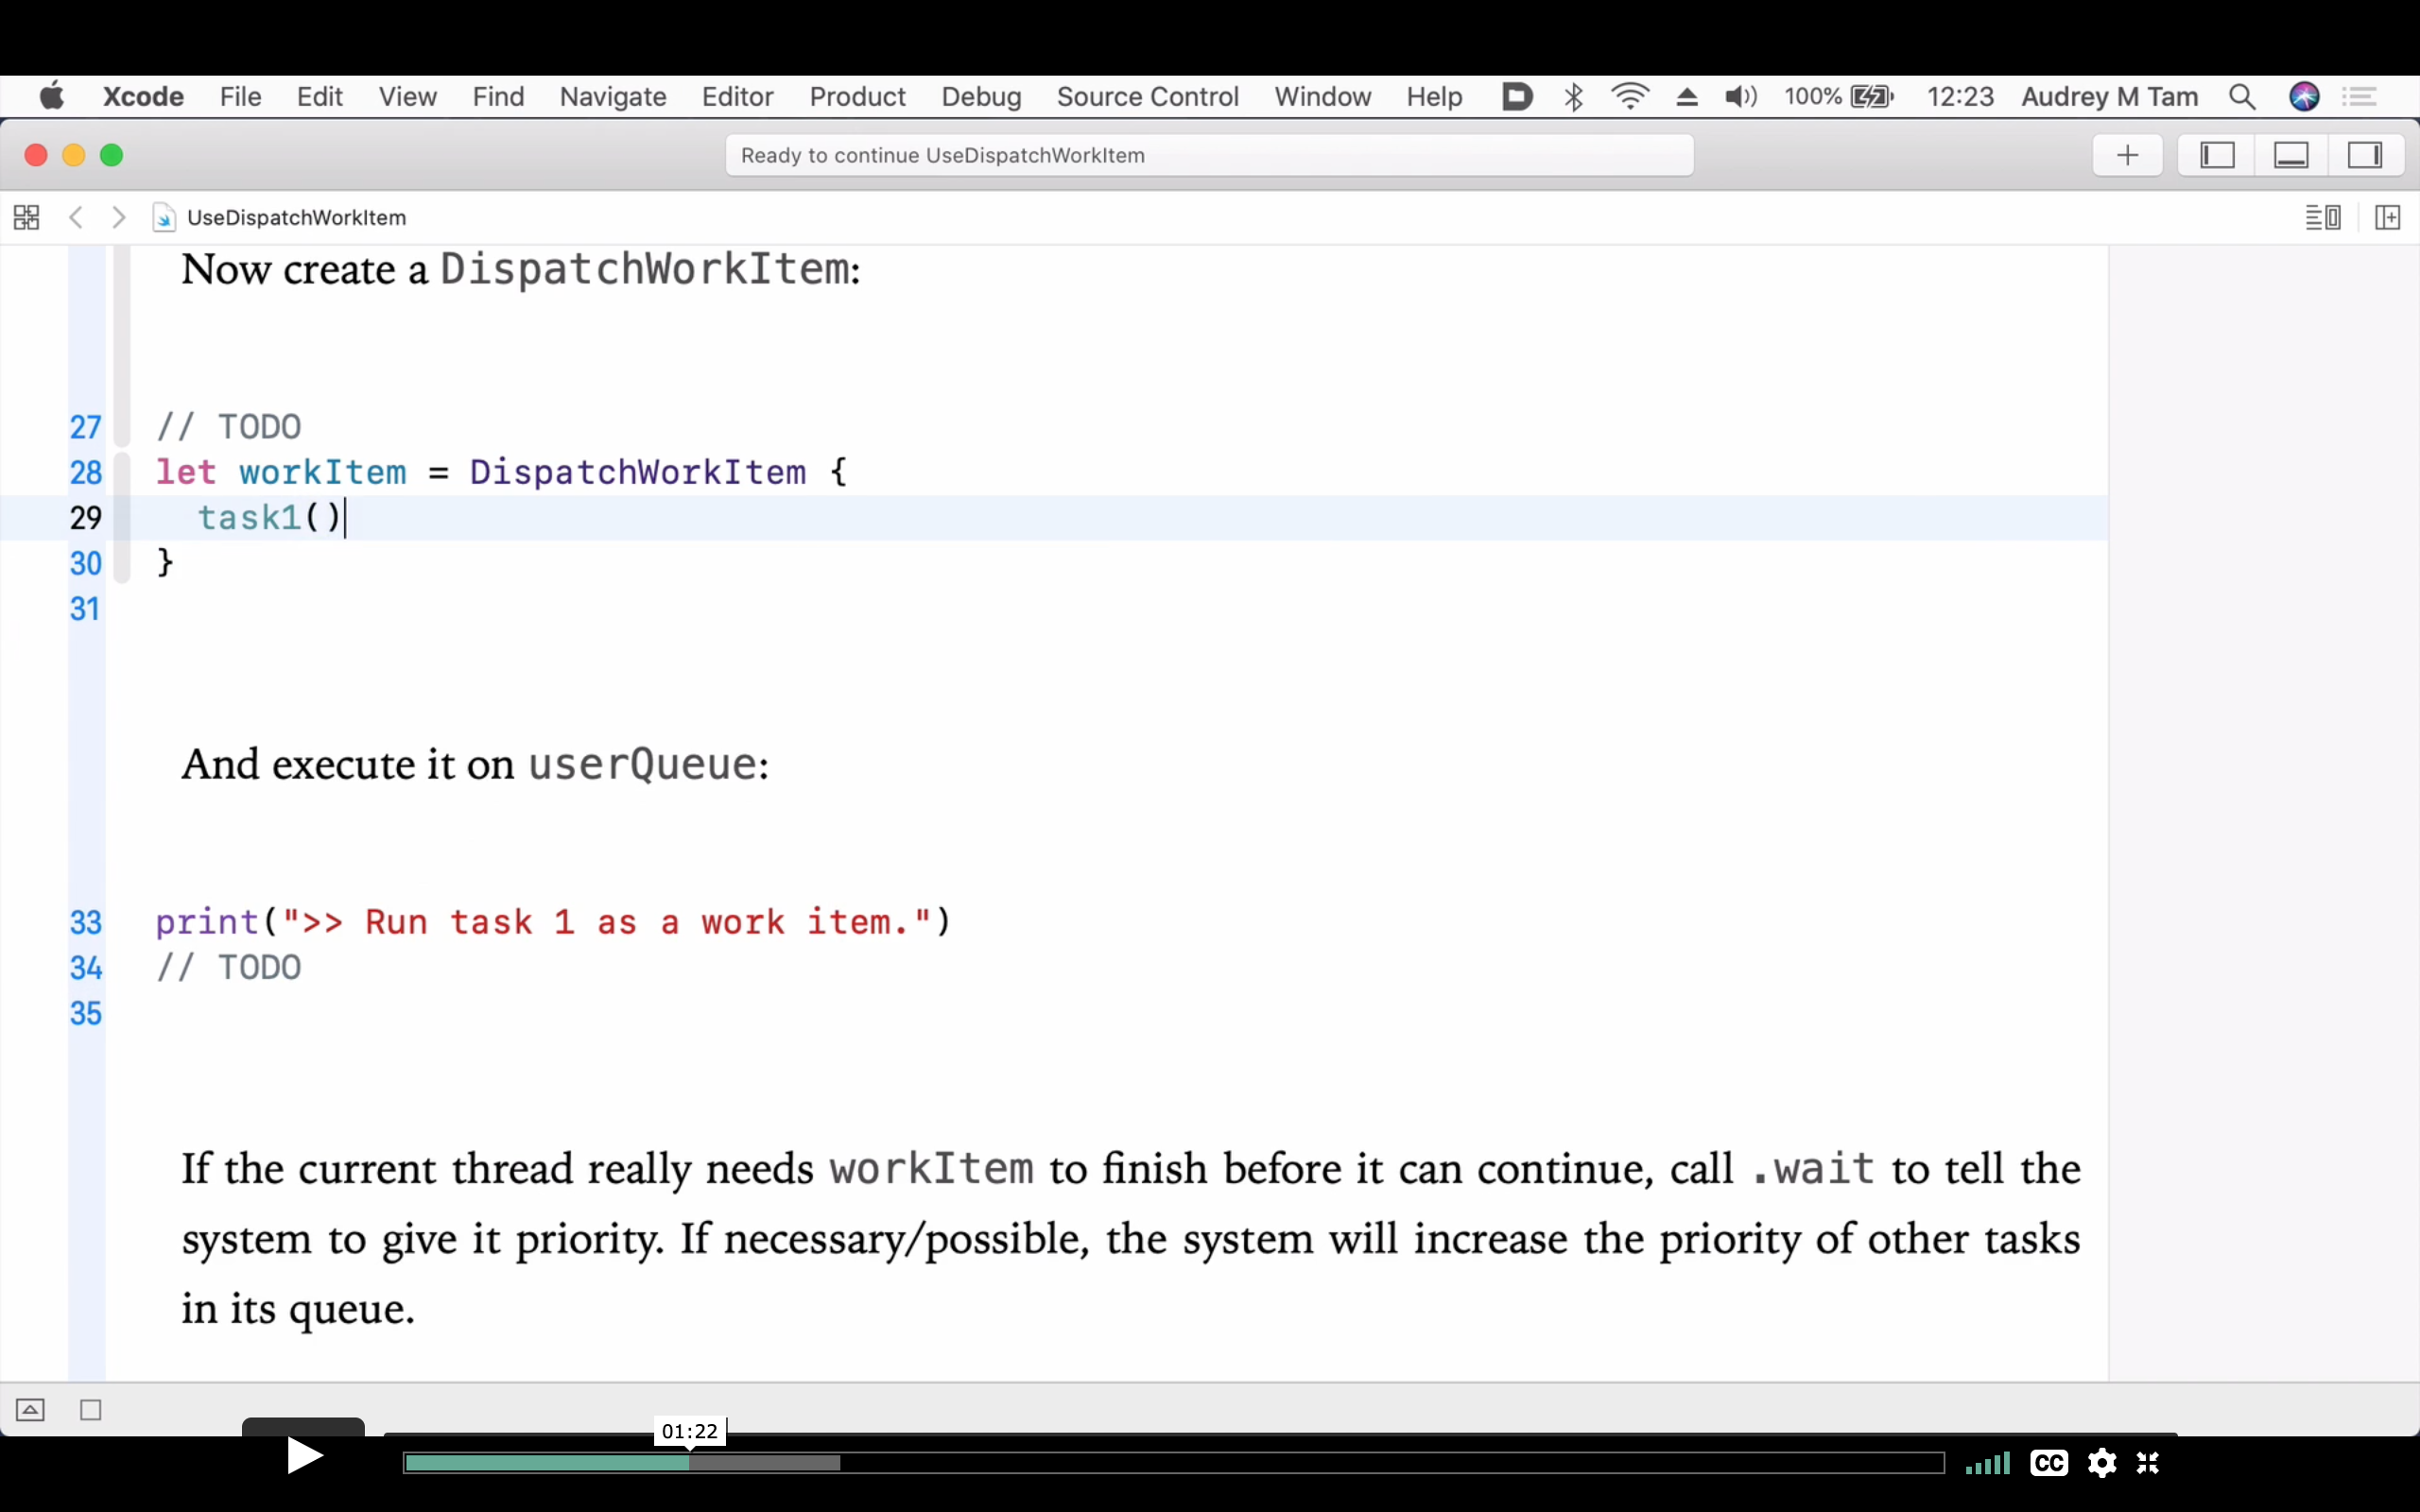 Xcode File Edit View Find Navigate Editor Product Debug Source Control Window Help 100% 12:23 Audrey M Tam
Ready to continue UseDispatchWorkItem
UseDispatchWorkItem
Now create a DispatchWorkItem:
27 // TODO
28 let workItem = DispatchWorkItem {
29 task1()
30 }
31
And execute it on userQueue:
33 print(">> Run task 1 as a work item.")
34 // TODO
35
If the current thread really needs workItem to finish before it can continue, call .wait to tell the
system to give it priority. If necessary/possible, the system will increase the priority of other tasks
in its queue.
01:22
CC